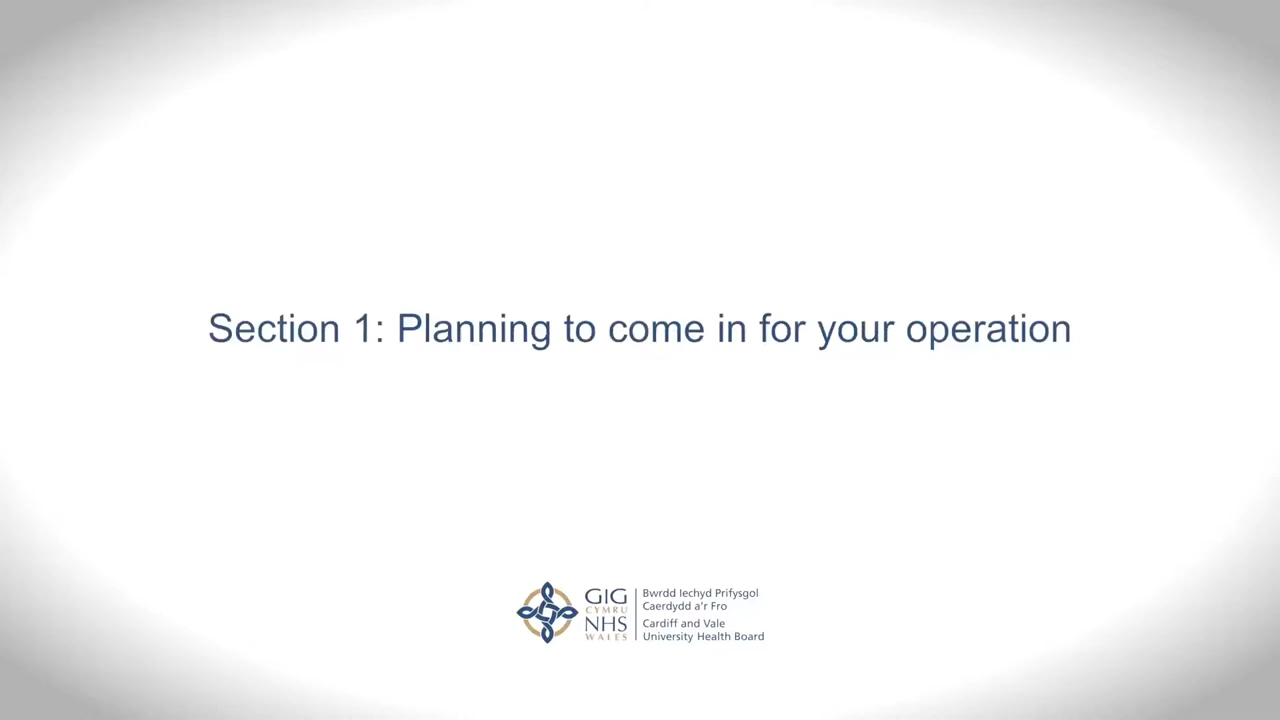 Section 1: Planning to come in for your operation
GIG
CYMRU
NHS
WALES
Bwrdd Iechyd Prifysgol
Caerdydd a'r Fro
Cardiff and Vale
University Health Board